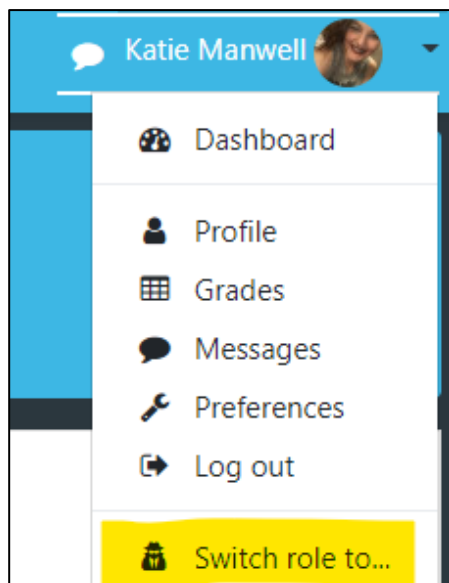 Katie Manwell
Dashboard
Profile
Grades
Messages
Preferences
Log out
Switch role to...